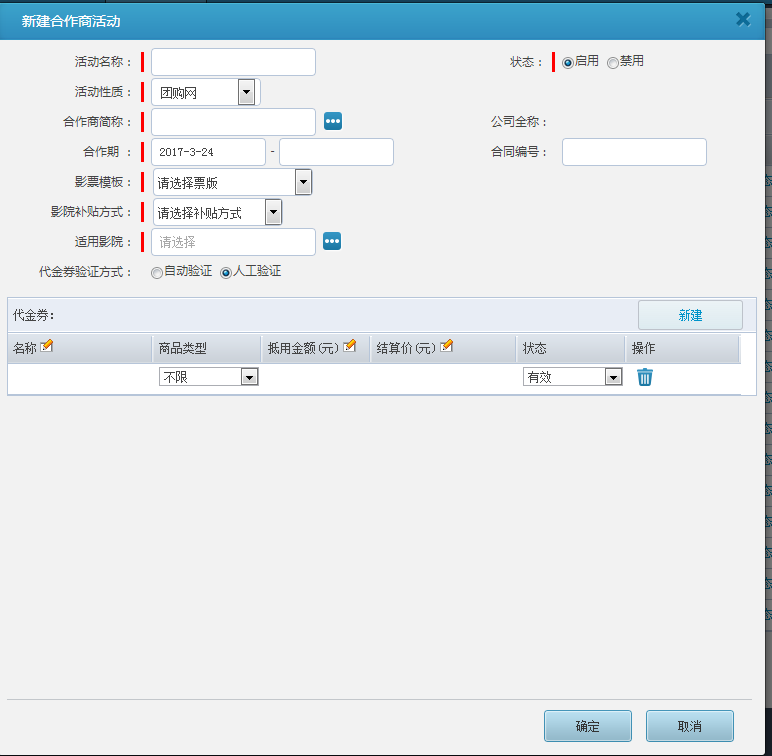 新建合作商活动
活动名称： 状态： 启用 禁用
活动性质： 团购网
合作商简称： 公司全称：
合作期 ： 2017-3-24 - 合同编号：
影票模板： 请选择票版
影院补贴方式： 请选择补贴方式
适用影院： 请选择
代金券验证方式： 自动验证 人工验证
代金券： 新建
名称 商品类型 抵用金额(元) 结算价(元) 状态 操作
不限 有效
确定 取消